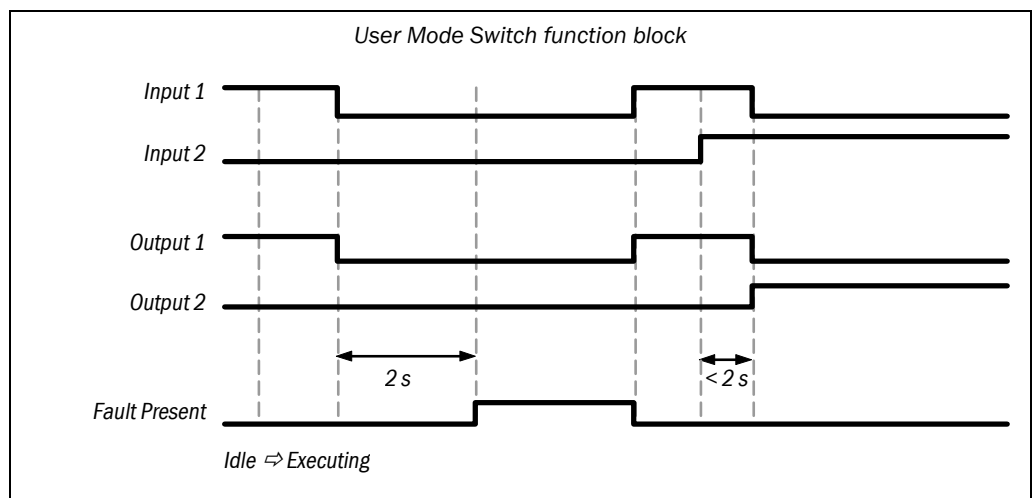 User Mode Switch function block
Input 1
Input 2
Output 1
Output 2
2 s
< 2 s
Fault Present
Idle ⇨ Executing